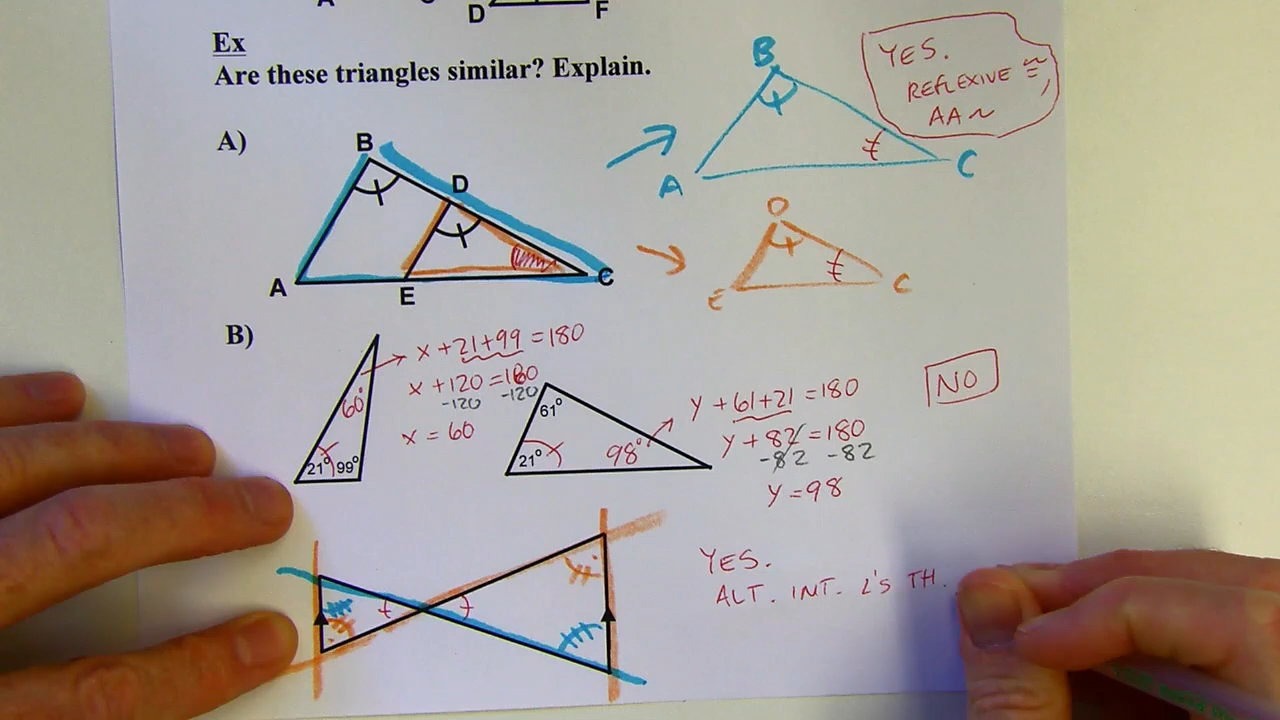 A
D
F
Ex
Are these triangles similar? Explain.
YES.
REFLEXIVE ≅,
AA~
A)
B
D
A
E
C
B
A
C
D
E
C
B)
x + 21 + 99 = 180
x + 120 = 180
-120 -120
x = 60
60°
21° 99°
61°
21°
98°
y + 61 + 21 = 180
y + 82 = 180
-82 -82
y = 98
NO
YES.
ALT. INT. ∠'s TH.